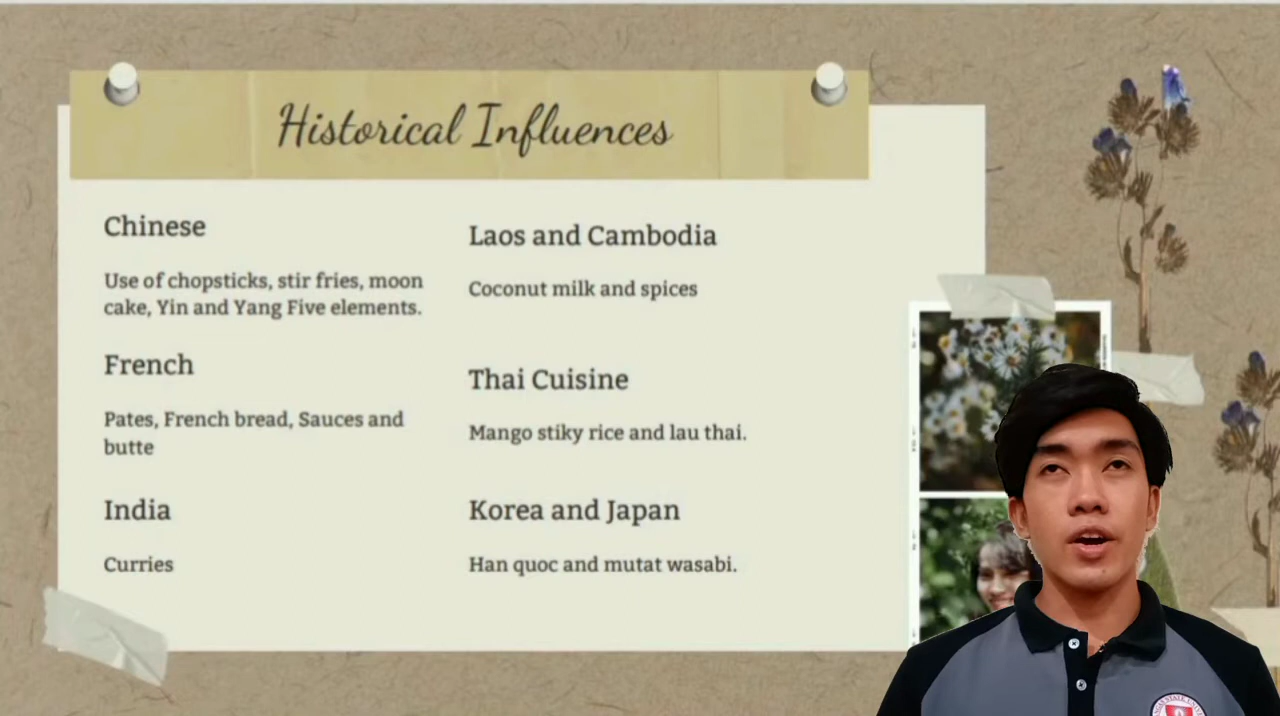 Historical Influences
Chinese
Use of chopsticks, stir fries, moon
cake, Yin and Yang Five elements.
French
Pates, French bread, Sauces and
butte
India
Curries
Laos and Cambodia
Coconut milk and spices
Thai Cuisine
Mango stiky rice and lau thai.
Korea and Japan
Han quoc and mutat wasabi.